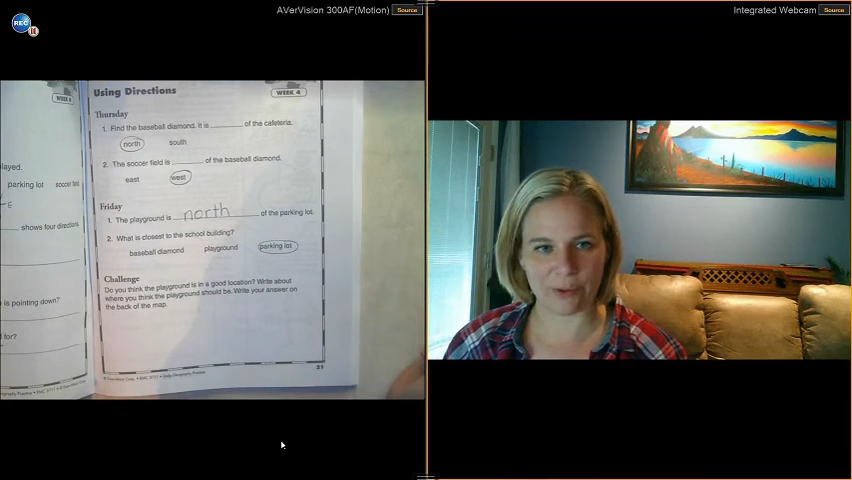 AVerVision 300AF(Motion)
Source
Integrated Webcam
Source
REC
Using Directions
WEEK 4
Thursday
1. Find the baseball diamond. It is ______ of the cafeteria.
north south
2. The soccer field is ______ of the baseball diamond.
east west
Friday
1. The playground is north of the parking lot.
2. What is closest to the school building?
baseball diamond playground parking lot
Challenge
Do you think the playground is in a good location? Write about
where you think the playground should be. Write your answer on
the back of the map.
31
layed.
parking lot soccer field
E
shows four directions.
is pointing down?
for?